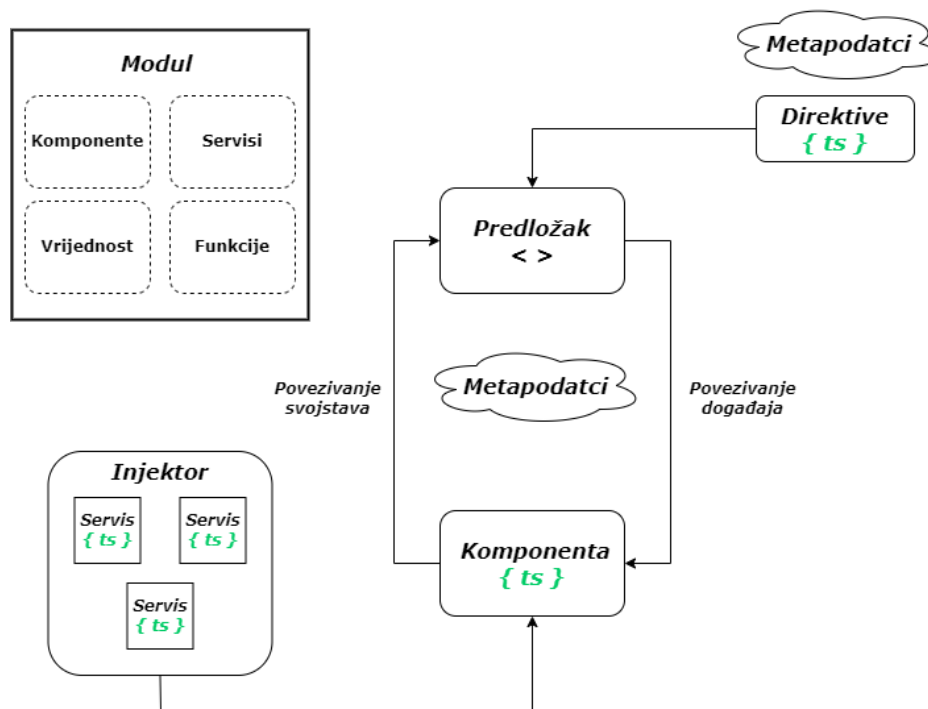 Modul
Komponente
Servisi
Vrijednost
Funkcije
Metapodatci
Direktive
{ ts }
Predložak
< >
Povezivanje
svojstava
Metapodatci
Povezivanje
događaja
Injektor
Servis
{ ts }
Servis
{ ts }
Servis
{ ts }
Komponenta
{ ts }